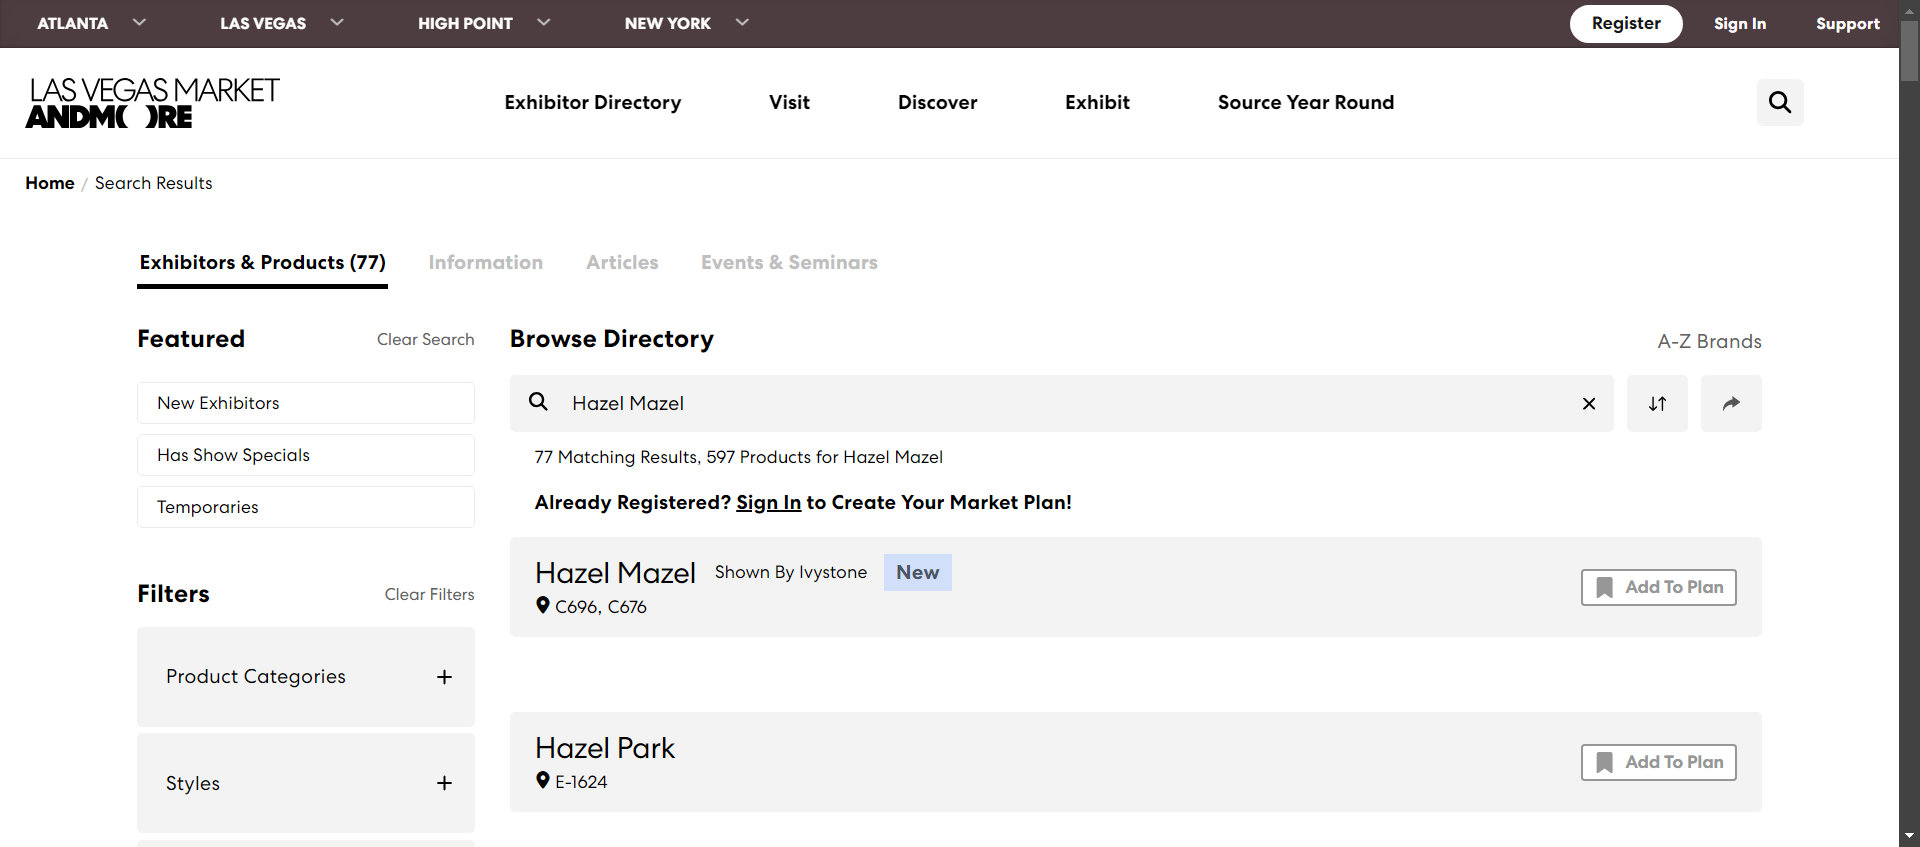 ATLANTA LAS VEGAS HIGH POINT NEW YORK Register Sign In Support
LAS VEGAS MARKET
ANDMORE
Exhibitor Directory Visit Discover Exhibit Source Year Round
Home / Search Results
Exhibitors & Products (77) Information Articles Events & Seminars
Featured Clear Search
New Exhibitors
Has Show Specials
Temporaries
Filters Clear Filters
Product Categories +
Styles +
Browse Directory A-Z Brands
Hazel Mazel
77 Matching Results, 597 Products for Hazel Mazel
Already Registered? Sign In to Create Your Market Plan!
Hazel Mazel Shown By Ivystone New
C696, C676
Add To Plan
Hazel Park
E-1624
Add To Plan